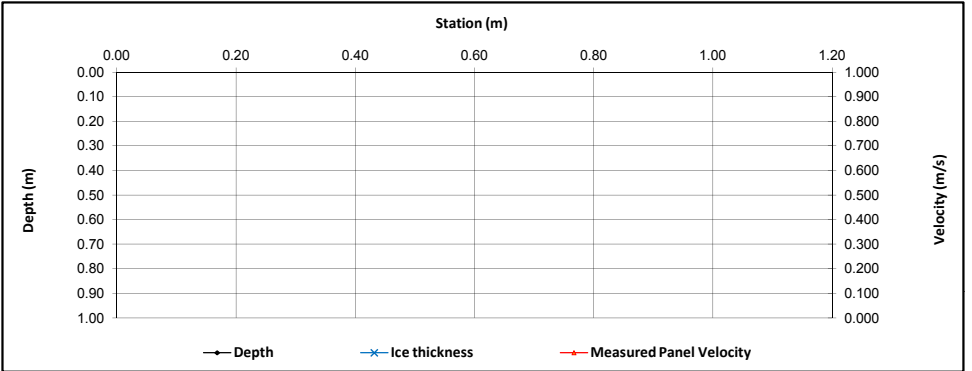 Station (m)
0.00 0.20 0.40 0.60 0.80 1.00 1.20
0.00 1.000
0.10 0.900
0.20 0.800
0.30 0.700
0.40 0.600
0.50 0.500
0.60 0.400
0.70 0.300
0.80 0.200
0.90 0.100
1.00 0.000
Depth (m)
Velocity (m/s)
Depth Ice thickness Measured Panel Velocity